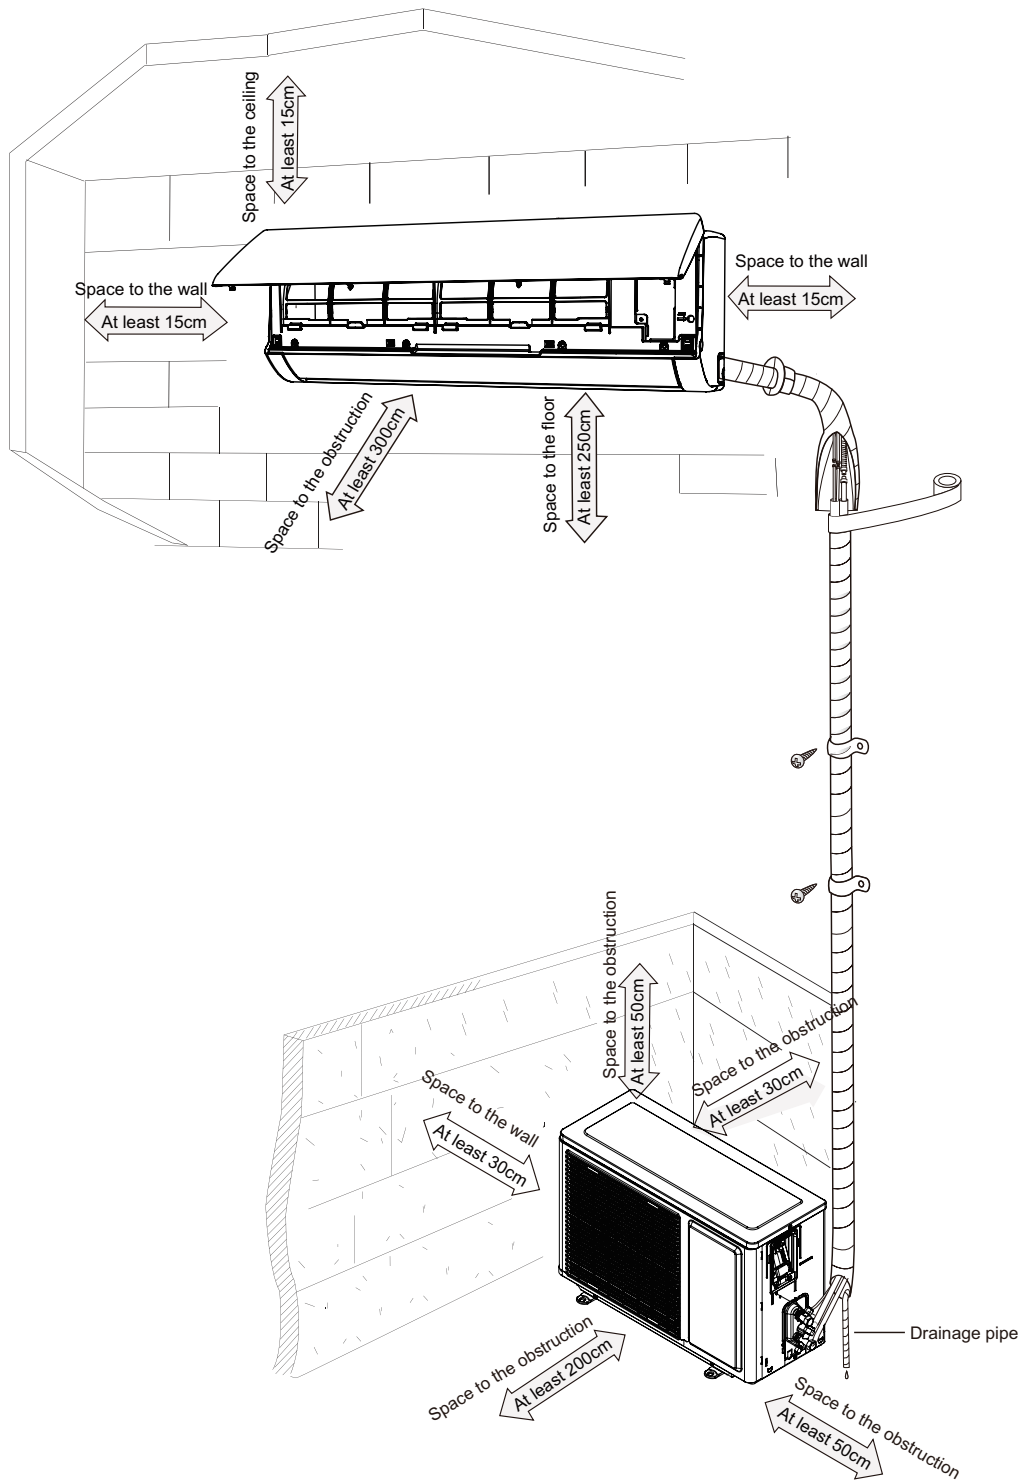 Space to the ceiling
At least 15cm
Space to the wall
At least 15cm
Space to the wall
At least 15cm
Space to the obstruction
At least 300cm
Space to the floor
At least 250cm
Space to the obstruction
At least 50cm
Space to the obstruction
At least 30cm
Space to the wall
At least 30cm
Drainage pipe
Space to the obstruction
At least 200cm
Space to the obstruction
At least 50cm